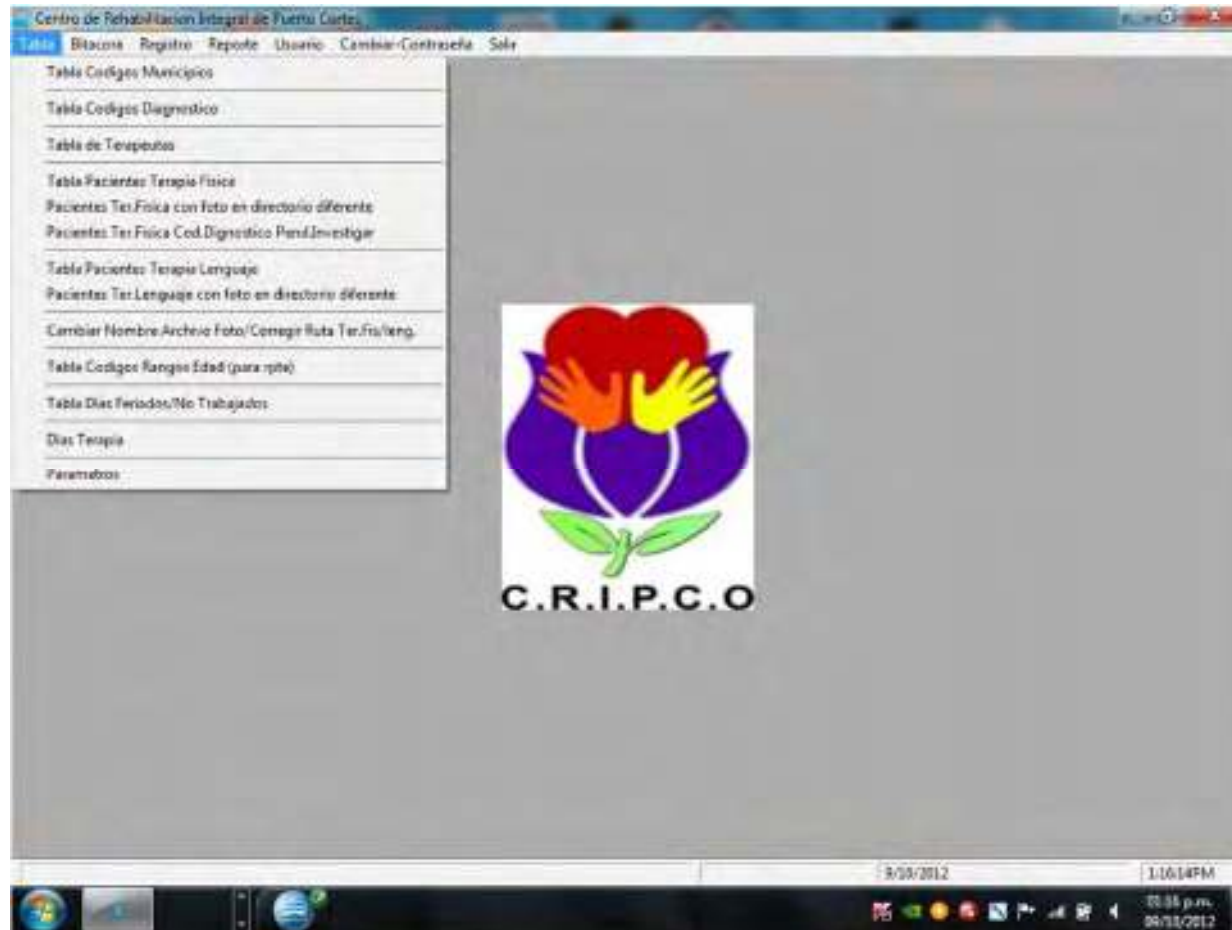 Centro de Rehabilitacion Integral de Puerto Cortes
Tabla Bitacora Registro Reporte Usuario Cambiar-Contraseña Salir
Tabla Codigos Municipios
Tabla Codigos Diagnostico
Tabla de Terapeutas
Tabla Pacientes Terapia Fisica
Pacientes Ter.Fisica con foto en directorio diferente
Pacientes Ter.Fisica Cod.Dignostico Pend.Investigar
Tabla Pacientes Terapia Lenguaje
Pacientes Ter.Lenguaje con foto en directorio diferente
Cambiar Nombre Archivo Foto/Corregir Ruta Ter.fis/leng.
Tabla Codigos Rangos Edad (para rpte)
Tabla Dias Feriados/No Trabajados
Dias Terapia
Parametros
C.R.I.P.C.O
9/10/2012
1:16:14PM
p.m.
09/10/2012